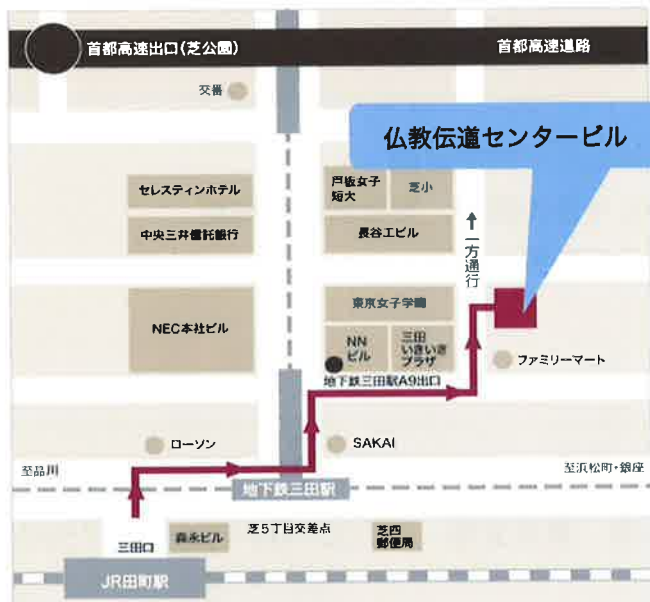 首都高速出口(芝公園)
首都高速道路
交番
仏教伝道センタービル
セレスティンホテル
戸板女子
短大
芝小
中央三井信託銀行
長谷工ビル
↑一方通行
東京女子学園
NEC本社ビル
NN
ビル
三田
いきいき
プラザ
ファミリーマート
地下鉄三田駅A9出口
ローソン
SAKAI
至品川
至浜松町・銀座
地下鉄三田駅
三田口
森永ビル
芝5丁目交差点
芝四
郵便局
JR田町駅